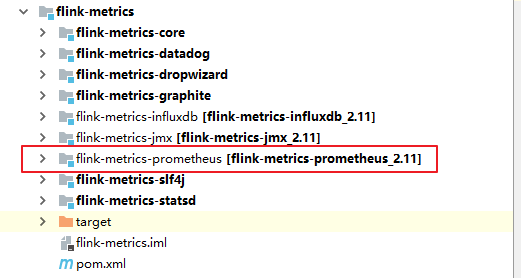 flink-metrics
flink-metrics-core
flink-metrics-datadog
flink-metrics-dropwizard
flink-metrics-graphite
flink-metrics-influxdb [flink-metrics-influxdb_2.11]
flink-metrics-jmx [flink-metrics-jmx_2.11]
flink-metrics-prometheus [flink-metrics-prometheus_2.11]
flink-metrics-slf4j
flink-metrics-statsd
target
flink-metrics.iml
pom.xml